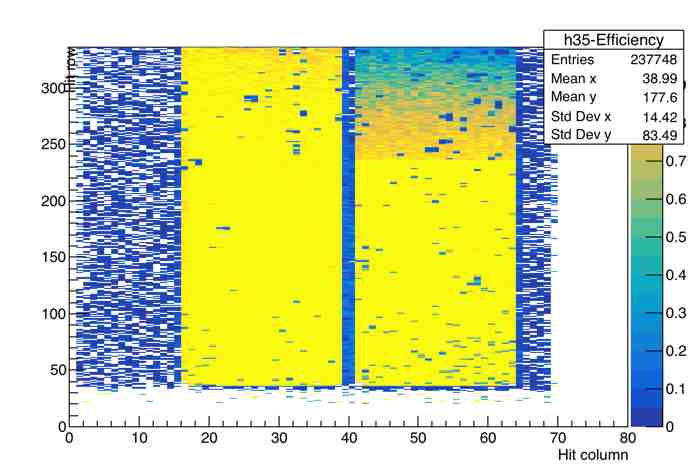 h35-Efficiency
Entries 237748
Mean x 38.99
Mean y 177.6
Std Dev x 14.42
Std Dev y 83.49
Hit row
300
250
200
150
100
50
0
0 10 20 30 40 50 60 70 80
Hit column
0.7
0.6
0.5
0.4
0.3
0.2
0.1
0